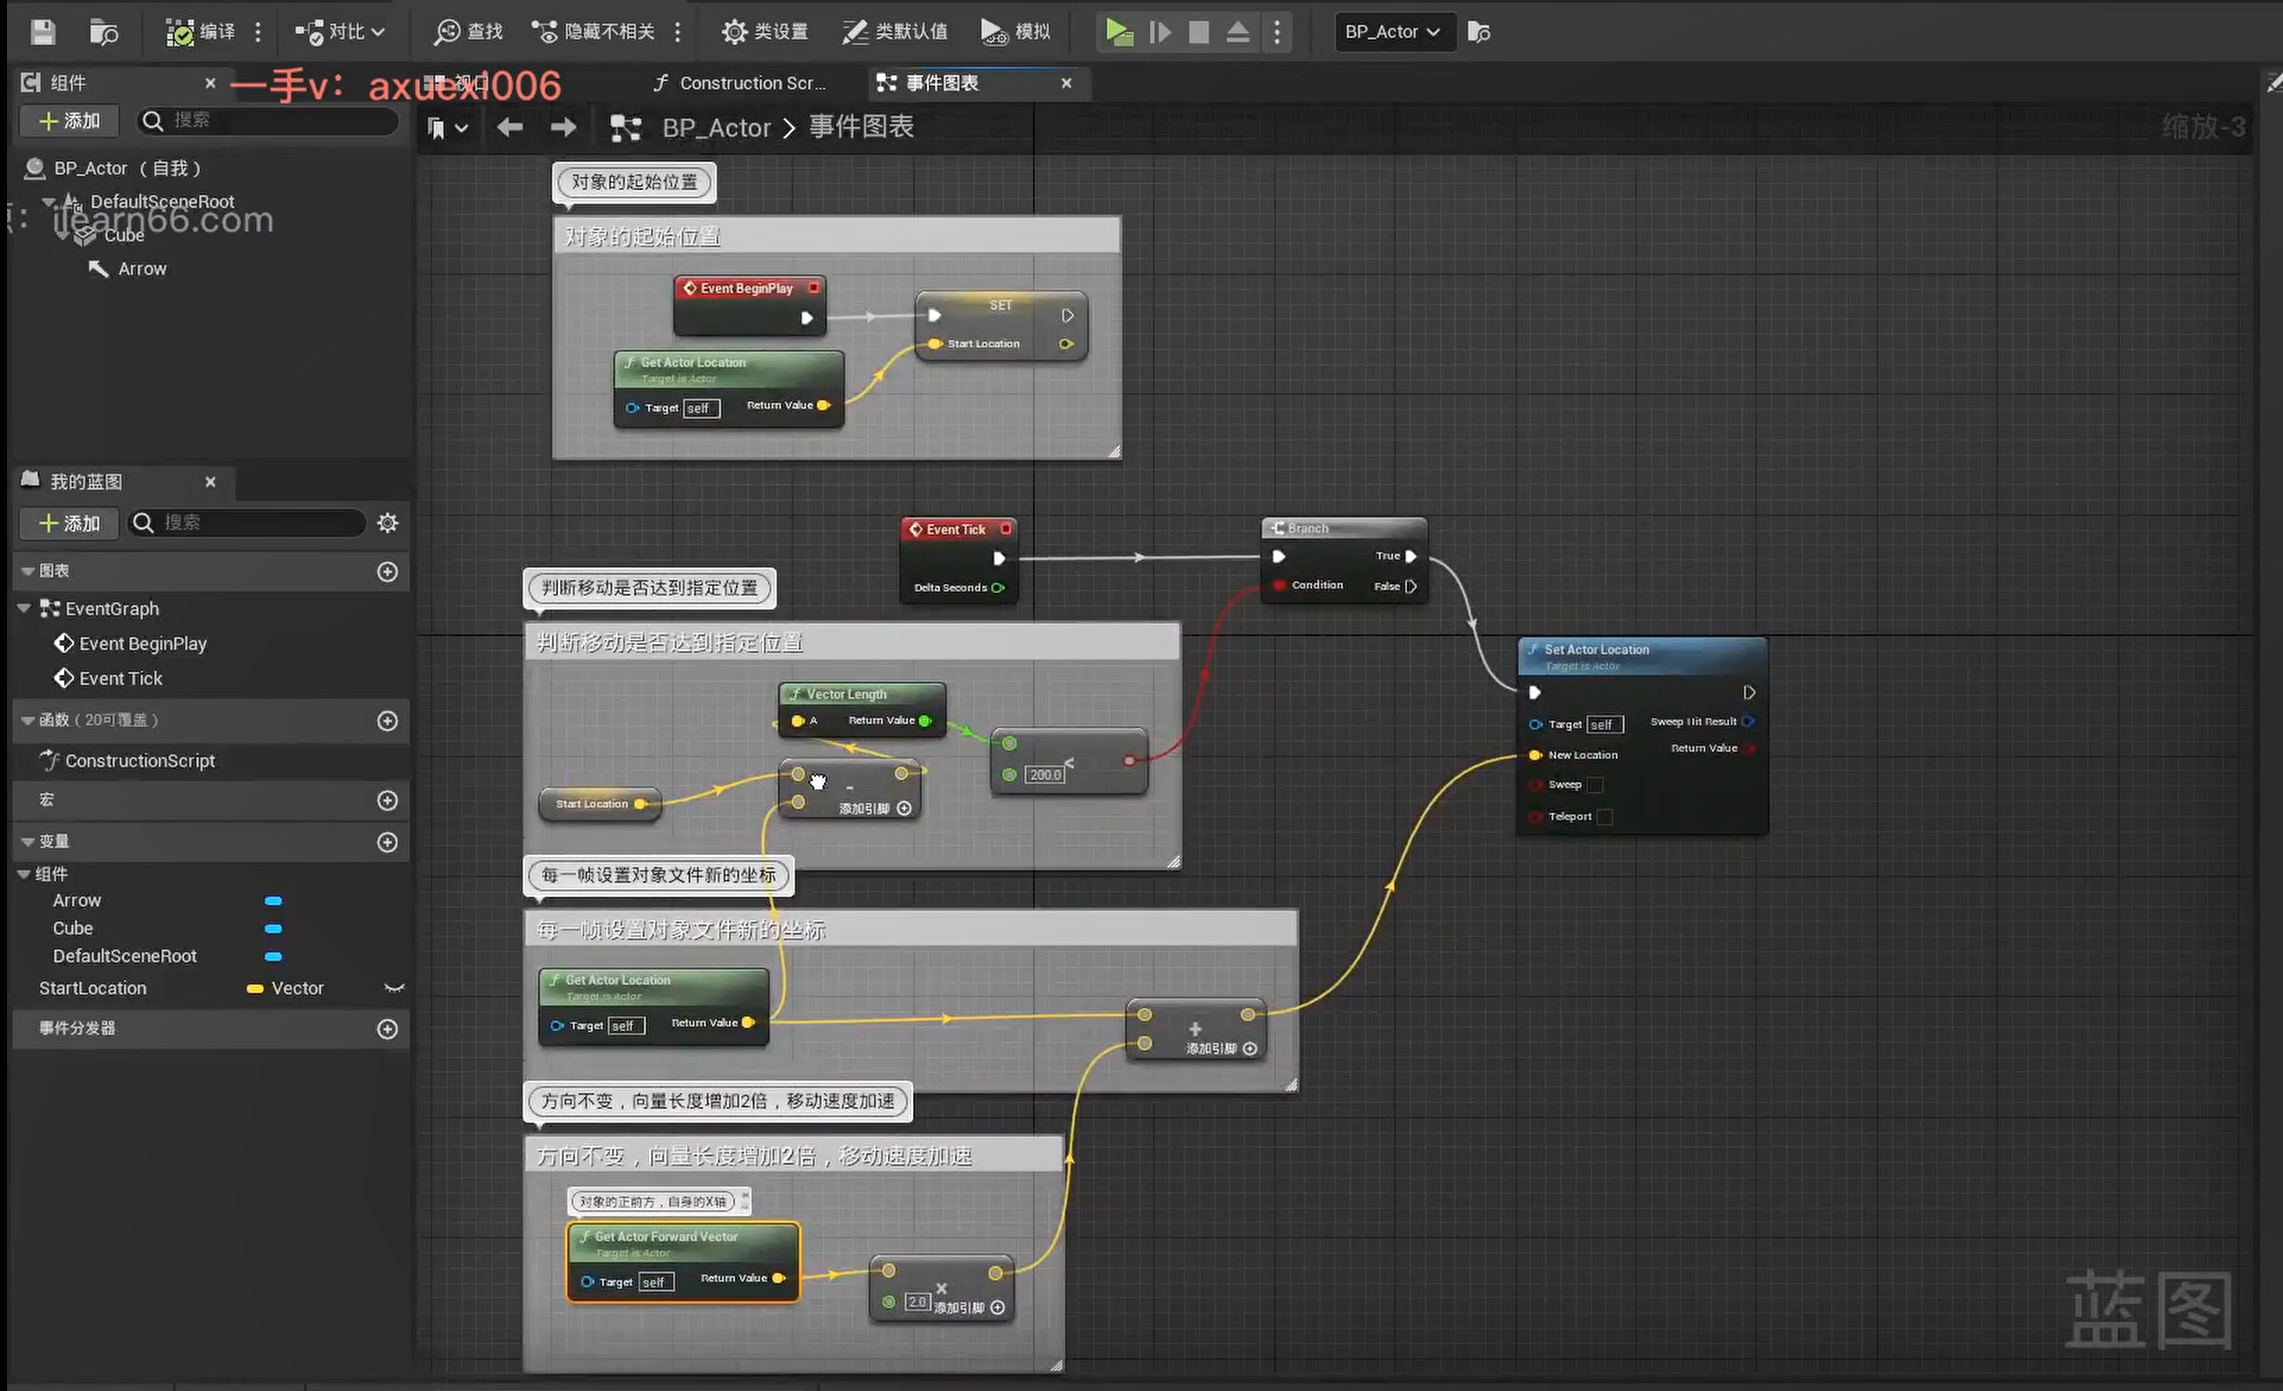 编译
对比
查找
隐藏不相关
类设置
类默认值
模拟
BP_Actor
组件
一手v：axuexi006
视口
Construction Scr...
事件图表
添加
搜索
BP_Actor > 事件图表
缩放-3
BP_Actor （自我）
DefaultSceneRoot
ilearn66.com
Cube
Arrow
我的蓝图
添加
搜索
图表
EventGraph
Event BeginPlay
Event Tick
函数（20可覆盖）
ConstructionScript
宏
变量
组件
Arrow
Cube
DefaultSceneRoot
StartLocation
Vector
事件分发器
对象的起始位置
对象的起始位置
Event BeginPlay
SET
Start Location
Get Actor Location
Target is Actor
Target self Return Value
Event Tick
Delta Seconds
Branch
True
Condition
False
判断移动是否达到指定位置
判断移动是否达到指定位置
Vector Length
A Return Value
<
200.0
Start Location
-
添加引脚
Set Actor Location
Target is Actor
Target self
Sweep Hit Result
Return Value
New Location
Sweep
Teleport
每一帧设置对象文件新的坐标
每一帧设置对象文件新的坐标
Get Actor Location
Target is Actor
Target self Return Value
+
添加引脚
方向不变，向量长度增加2倍，移动速度加速
方向不变，向量长度增加2倍，移动速度加速
对象的正前方，自身的X轴
Get Actor Forward Vector
Target is Actor
Target self Return Value
×
2.0 添加引脚
蓝图